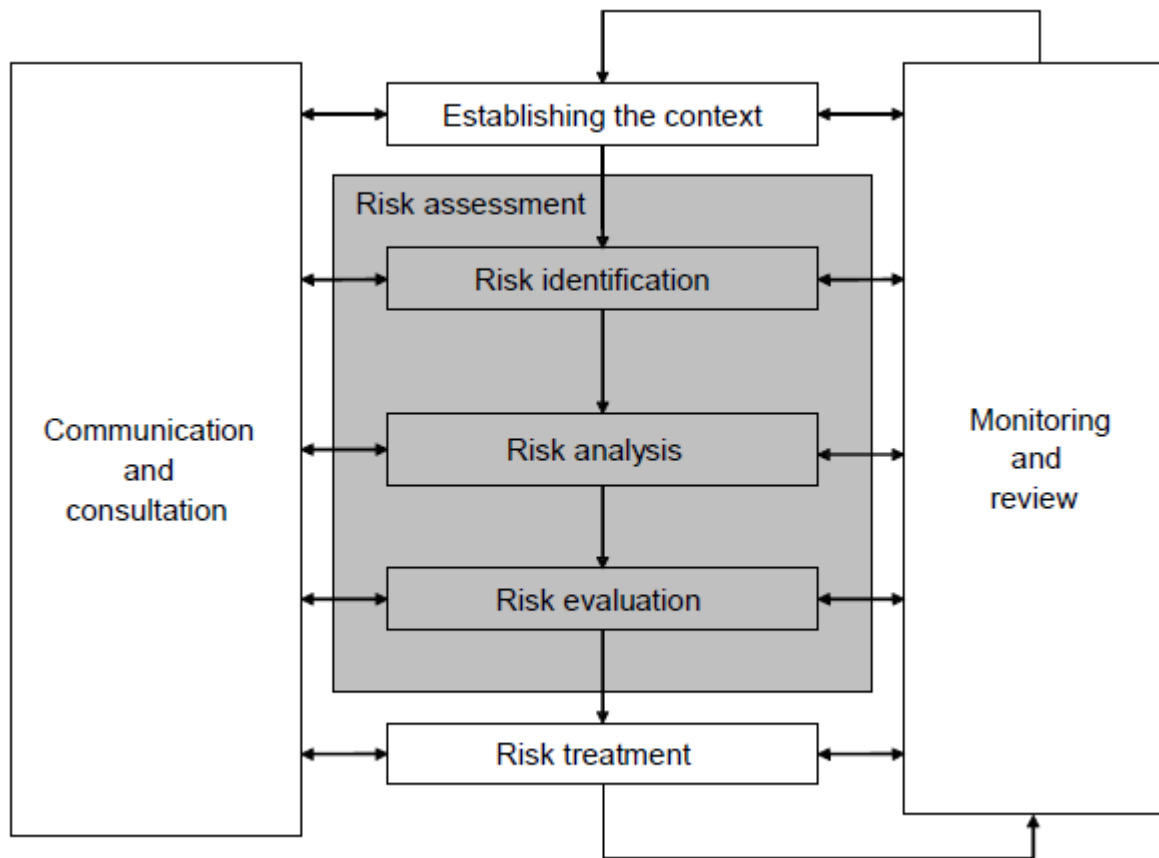 Establishing the context
Risk assessment
Risk identification
Risk analysis
Risk evaluation
Risk treatment
Communication
and
consultation
Monitoring
and
review